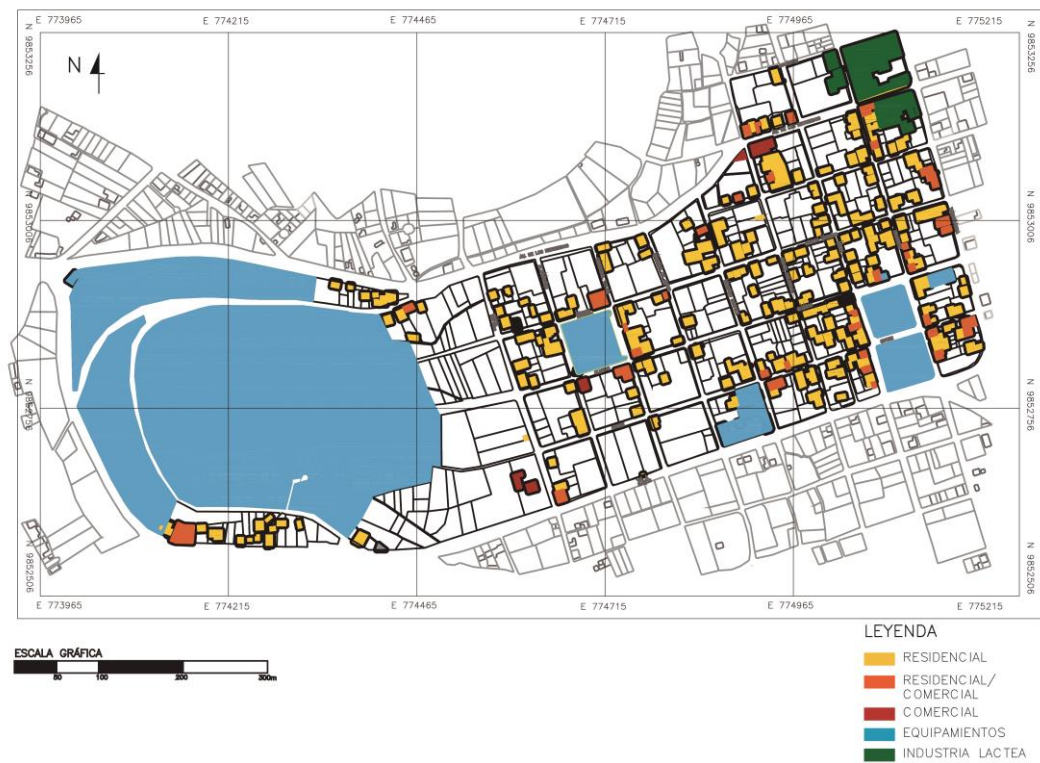 E 773965 E 774215 E 774465 E 774715 E 774965 E 775215
N 9853256
N 9853256
N
N 9853006
N 9853006
N 9852756
N 9852756
N 9852506
N 9852506
E 773965 E 774215 E 774465 E 774715 E 774965 E 775215
ESCALA GRÁFICA
50 100 200 300m
LEYENDA
RESIDENCIAL
RESIDENCIAL/
COMERCIAL
COMERCIAL
EQUIPAMIENTOS
INDUSTRIA LACTEA